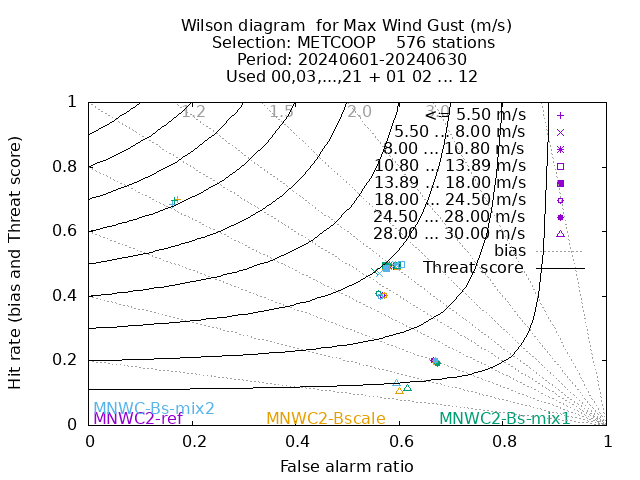 Wilson diagram  for Max Wind Gust (m/s)
Selection: METCOOP    576 stations
Period: 20240601-20240630
Used 00,03,...,21 + 01 02 ... 12
1.2 1.5 2.0 3.0
<= 5.50 m/s
5.50 ... 8.00 m/s
8.00 ... 10.80 m/s
10.80 ... 13.89 m/s
13.89 ... 18.00 m/s
18.00 ... 24.50 m/s
24.50 ... 28.00 m/s
28.00 ... 30.00 m/s
bias
Threat score
Hit rate (bias and Threat score)
1
0.8
0.6
0.4
0.2
0
MNWC-Bs-mix2
MNWC2-ref MNWC2-Bscale MNWC2-Bs-mix1
0 0.2 0.4 0.6 0.8 1
False alarm ratio